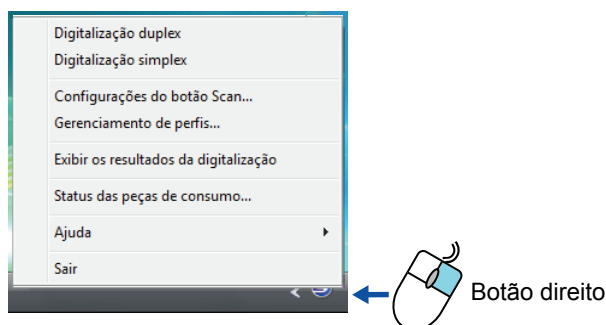 Digitalização duplex
Digitalização simplex
Configurações do botão Scan...
Gerenciamento de perfis...
Exibir os resultados da digitalização
Status das peças de consumo...
Ajuda
Sair
Botão direito